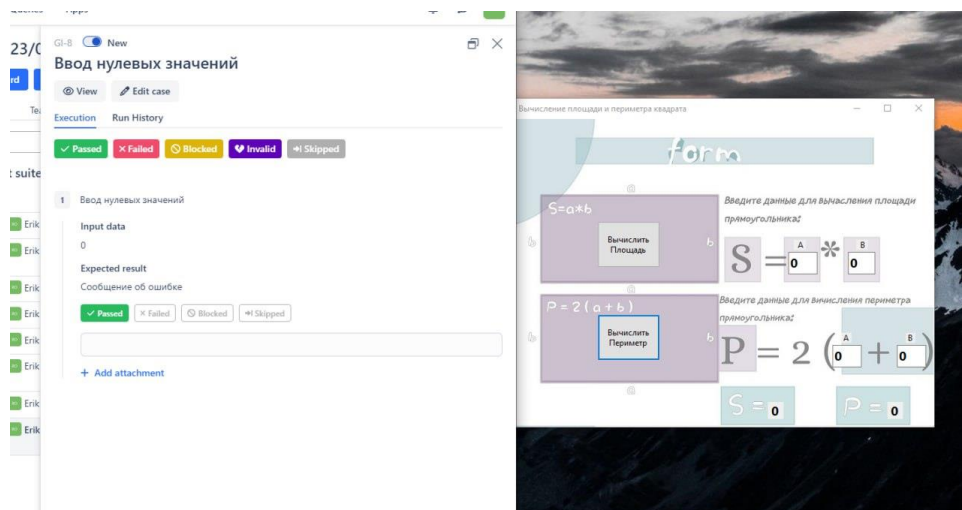 23/0
GI-8 New
Ввод нулевых значений
View Edit case
Execution Run History
Passed Failed Blocked Invalid Skipped
1 Ввод нулевых значений
Input data
0
Expected result
Сообщение об ошибке
Passed Failed Blocked Skipped
+ Add attachment
rd
Te
t suite
Erik
Erik
Erik
Erik
Erik
Erik
Erik
Erik
Вычисление площади и периметра квадрата
form
a
S=a*b
b
Вычислить
Площадь
b
a
Введите данные для вычасления площади
прямоугольника:
S = A 0 * B 0
P = 2(a+b)
b
Вычислить
Периметр
b
a
Введите данные для вичисления периметра
прямоугольника:
P = 2 ( A 0 + B 0 )
S = 0
P = 0